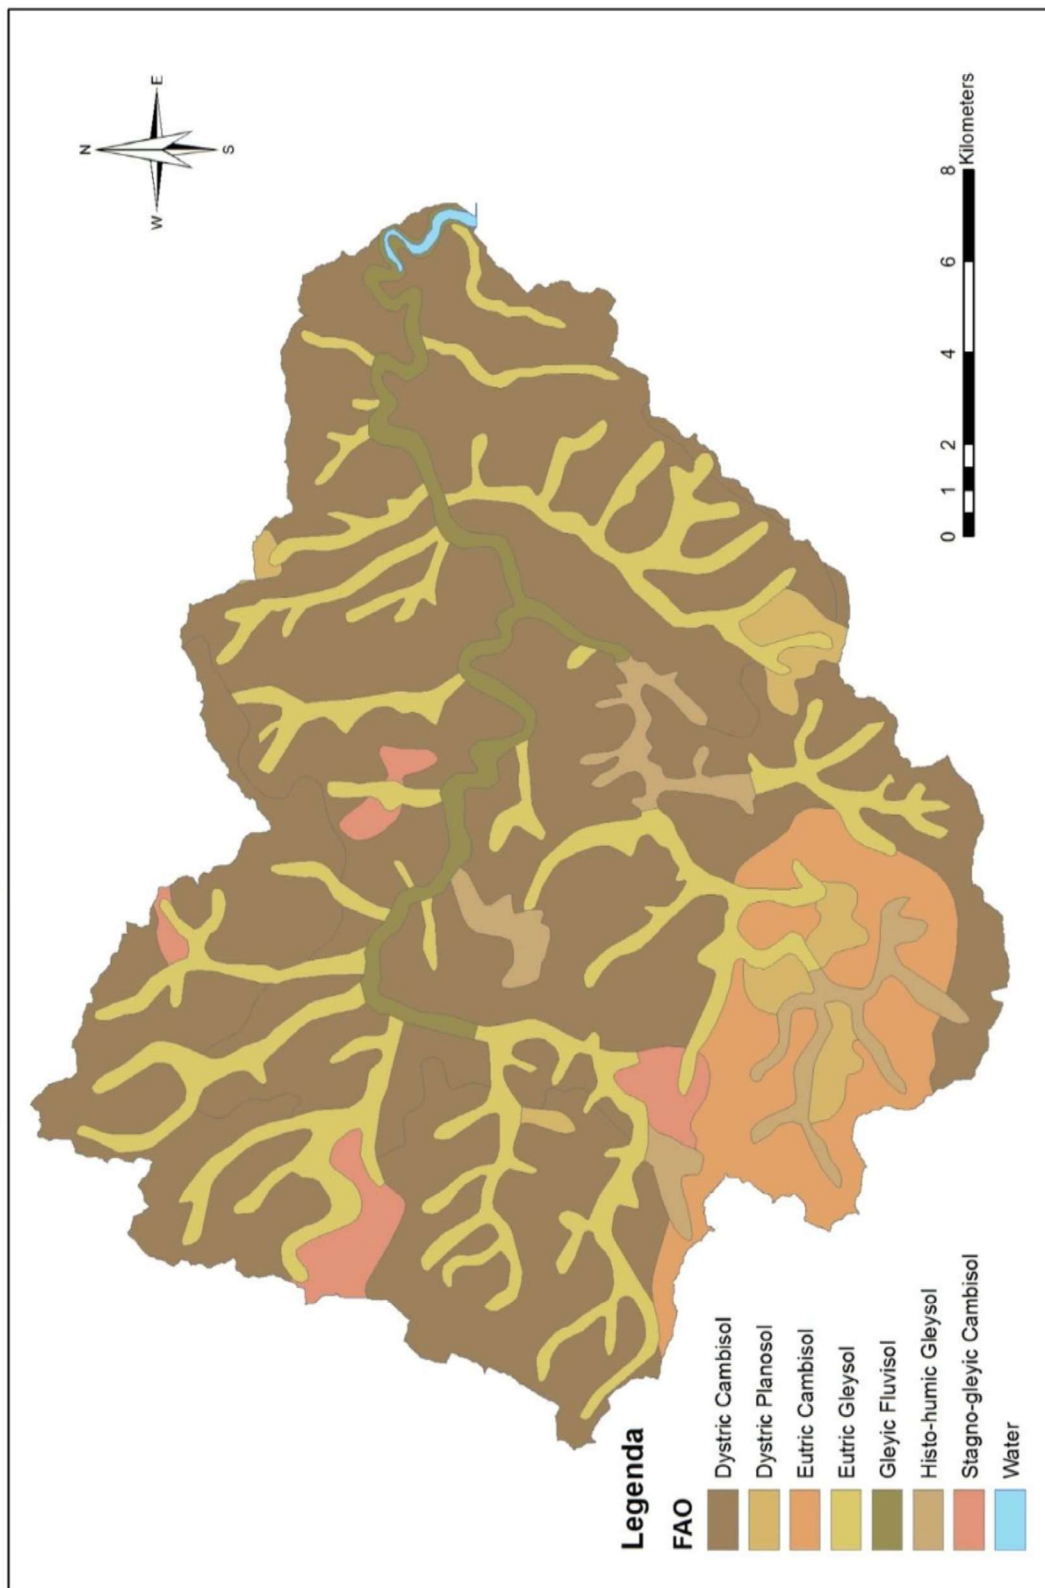 N
W
E
S
Legenda
FAO
Dystric Cambisol
Dystric Planosol
Eutric Cambisol
Eutric Gleysol
Gleyic Fluvisol
Histo-humic Gleysol
Stagno-gleyic Cambisol
Water
0 1 2 4 6 8
Kilometers